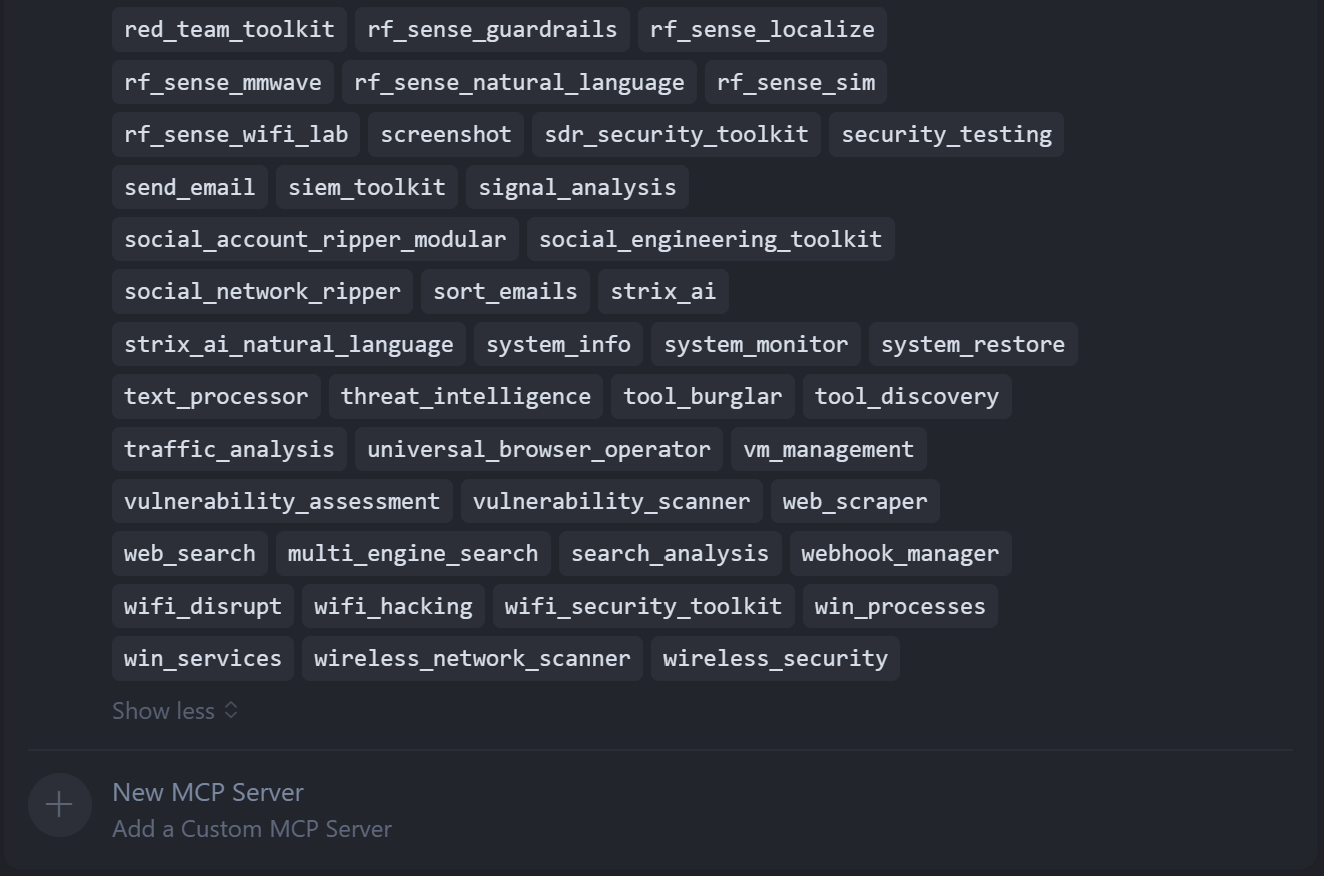 red_team_toolkit rf_sense_guardrails rf_sense_localize
rf_sense_mmwave rf_sense_natural_language rf_sense_sim
rf_sense_wifi_lab screenshot sdr_security_toolkit security_testing
send_email siem_toolkit signal_analysis
social_account_ripper_modular social_engineering_toolkit
social_network_ripper sort_emails strix_ai
strix_ai_natural_language system_info system_monitor system_restore
text_processor threat_intelligence tool_burglar tool_discovery
traffic_analysis universal_browser_operator vm_management
vulnerability_assessment vulnerability_scanner web_scraper
web_search multi_engine_search search_analysis webhook_manager
wifi_disrupt wifi_hacking wifi_security_toolkit win_processes
win_services wireless_network_scanner wireless_security
Show less
New MCP Server
Add a Custom MCP Server